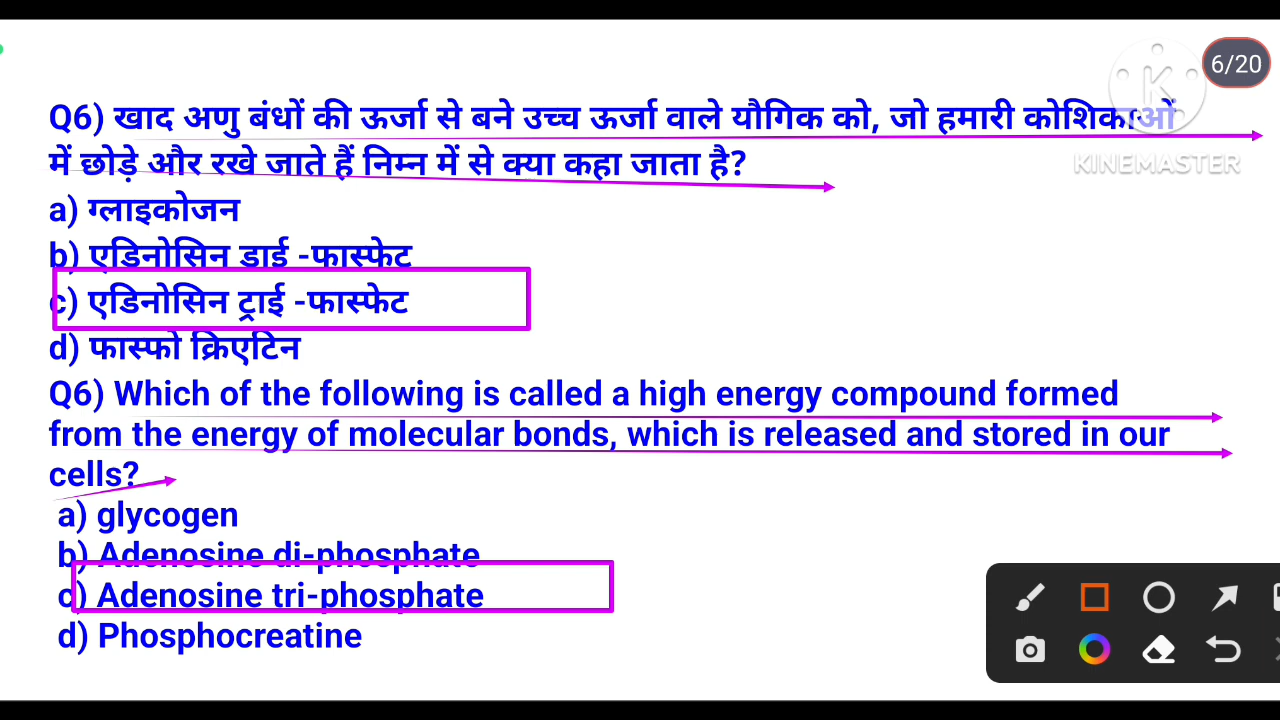 6/20
Q6) खाद अणु बंधों की ऊर्जा से बने उच्च ऊर्जा वाले यौगिक को, जो हमारी कोशिकाओं
KINEMASTER
में छोड़े और रखे जाते हैं निम्न में से क्या कहा जाता है?
a) ग्लाइकोजन
b) एडिनोसिन डाई -फास्फेट
c) एडिनोसिन ट्राई -फास्फेट
d) फास्फो क्रिएटिन
Q6) Which of the following is called a high energy compound formed
from the energy of molecular bonds, which is released and stored in our
cells?
a) glycogen
b) Adenosine di-phosphate
c) Adenosine tri-phosphate
d) Phosphocreatine